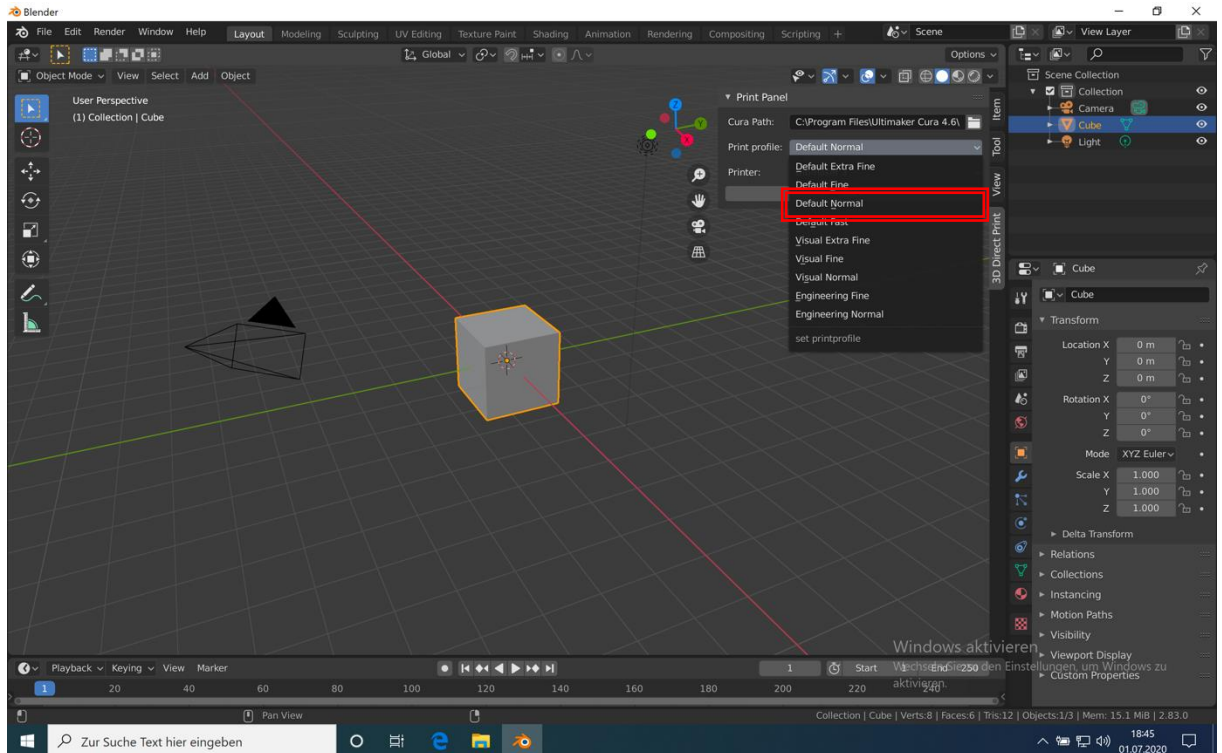 Blender
File Edit Render Window Help Layout Modeling Sculpting UV Editing Texture Paint Shading Animation Rendering Compositing Scripting + Scene View Layer
Global Options
Object Mode View Select Add Object
User Perspective
(1) Collection | Cube
Z
Y
X
Print Panel
Cura Path: C:\Program Files\Ultimaker Cura 4.6\
Print profile: Default Normal
Printer:
Default Extra Fine
Default Fine
Default Normal
Default Fast
Visual Extra Fine
Visual Fine
Visual Normal
Engineering Fine
Engineering Normal
set printprofile
Item
Tool
View
3D Direct Print
Scene Collection
Collection
Camera
Cube
Light
Cube
Cube
Transform
Location X 0 m
Y 0 m
Z 0 m
Rotation X 0°
Y 0°
Z 0°
Mode XYZ Euler
Scale X 1.000
Y 1.000
Z 1.000
Delta Transform
Relations
Collections
Instancing
Motion Paths
Visibility
Viewport Display
Custom Properties
Windows aktivieren
Wechseln Sie zu den Einstellungen, um Windows zu
aktivieren.
Playback Keying View Marker 1 Start 1 End 250
1 20 40 60 80 100 120 140 160 180 200 220 240
Pan View
Collection | Cube | Verts:8 | Faces:6 | Tris:12 | Objects:1/3 | Mem: 15.1 MiB | 2.83.0
Zur Suche Text hier eingeben
18:45
01.07.2020